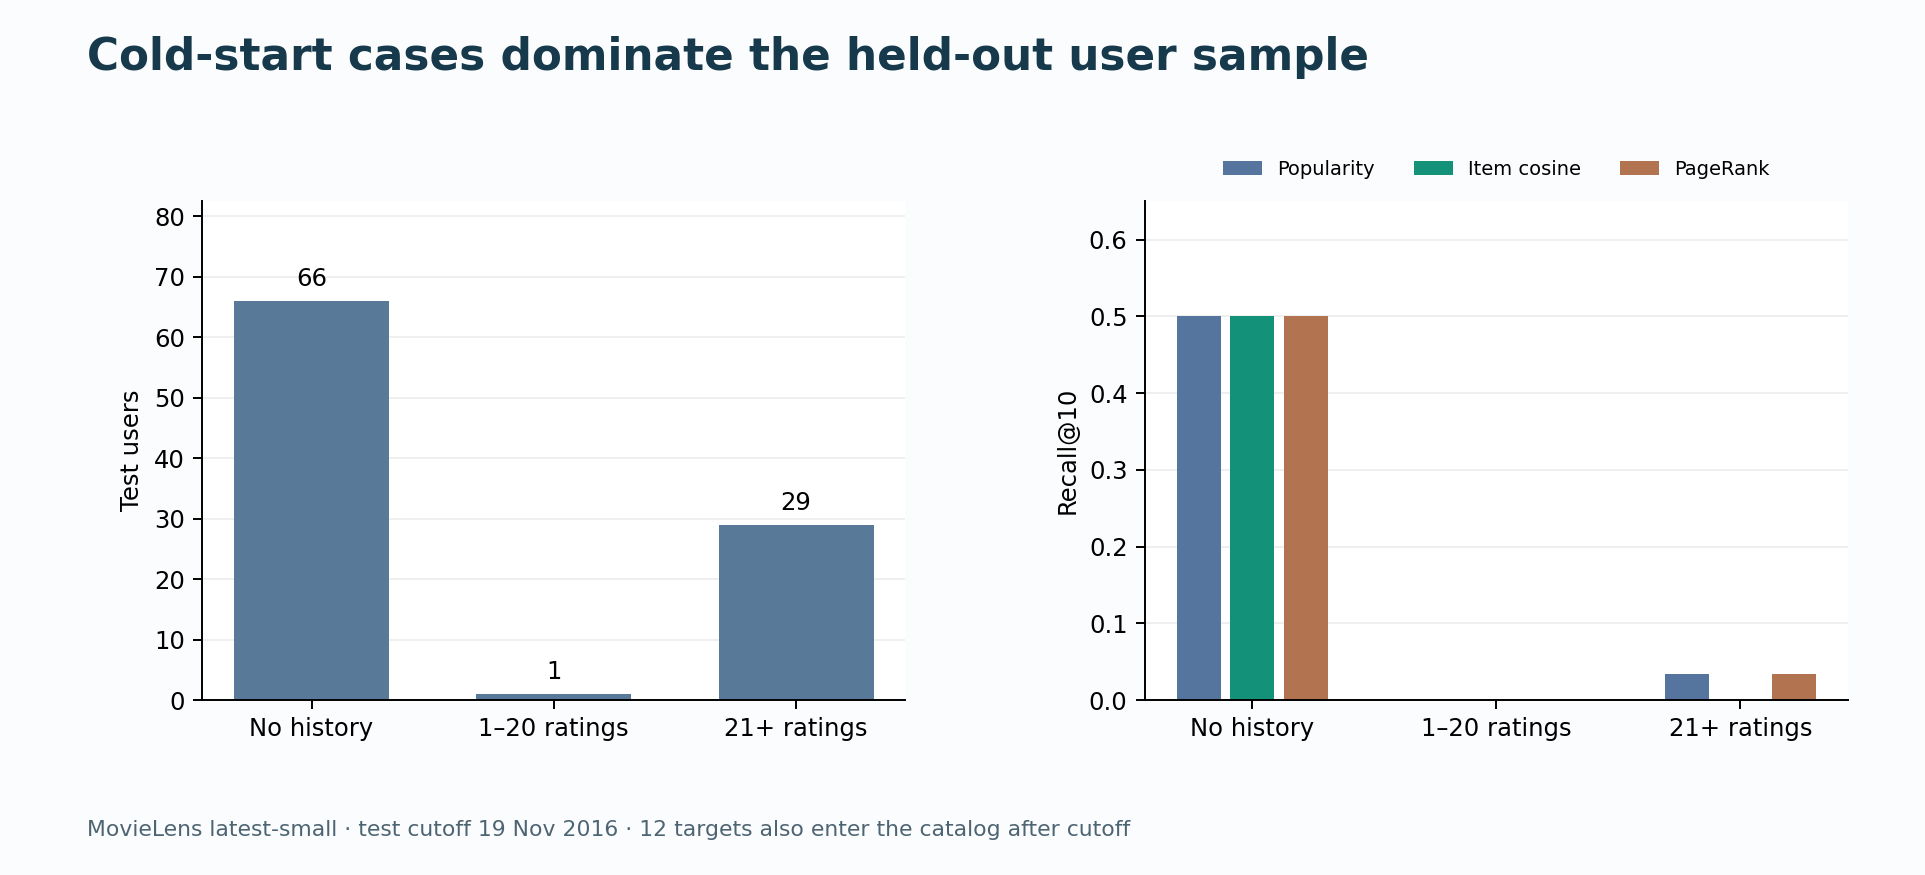 Cold-start cases dominate the held-out user sample
Test users
80
70
60
50
40
30
20
10
0
66
1
29
No history
1–20 ratings
21+ ratings
Popularity
Item cosine
PageRank
Recall@10
0.6
0.5
0.4
0.3
0.2
0.1
0.0
No history
1–20 ratings
21+ ratings
MovieLens latest-small · test cutoff 19 Nov 2016 · 12 targets also enter the catalog after cutoff